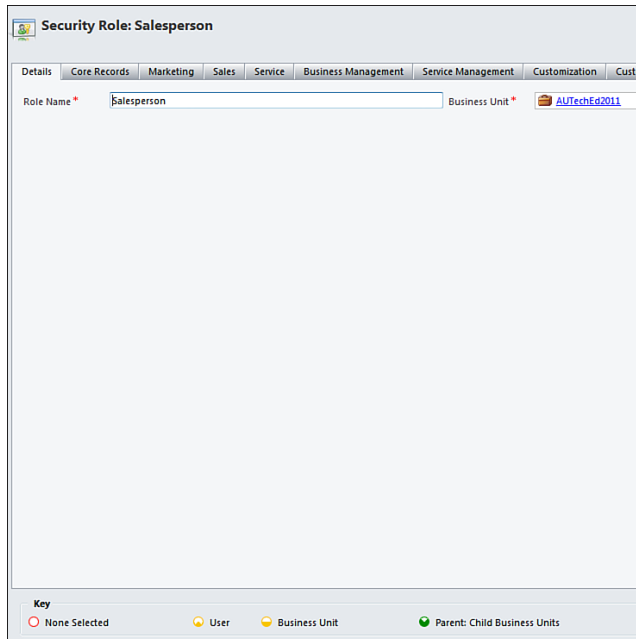 Security Role: Salesperson
Details Core Records Marketing Sales Service Business Management Service Management Customization Cust
Role Name * Salesperson Business Unit * AUTechEd2011
Key
None Selected User Business Unit Parent: Child Business Units